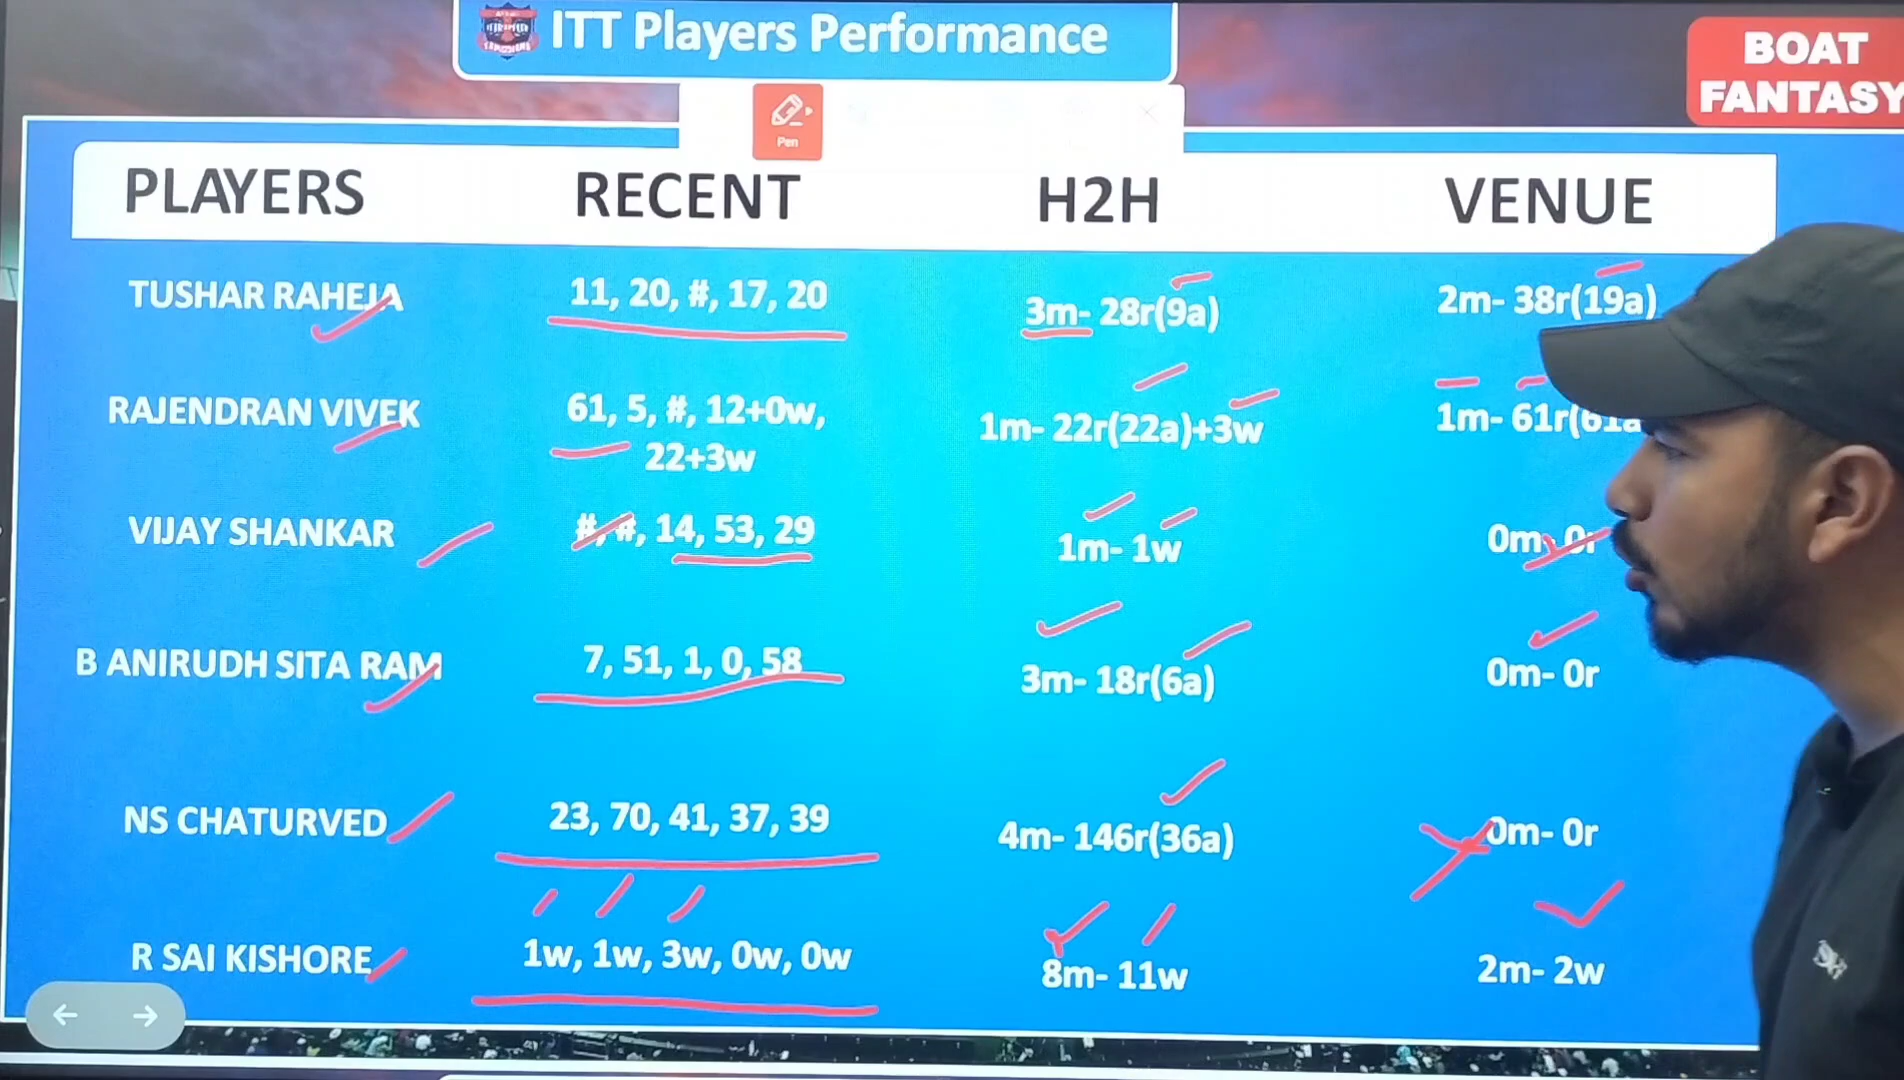 ITT Players Performance
BOAT
FANTASY
Pen
PLAYERS RECENT H2H VENUE
TUSHAR RAHEJA 11, 20, #, 17, 20 3m- 28r(9a) 2m- 38r(19a)
RAJENDRAN VIVEK 61, 5, #, 12+0w, 1m- 22r(22a)+3w 1m- 61r(61a
22+3w
VIJAY SHANKAR #, #, 14, 53, 29 1m- 1w 0m- 0r
B ANIRUDH SITA RAM 7, 51, 1, 0, 58 3m- 18r(6a) 0m- 0r
NS CHATURVED 23, 70, 41, 37, 39 4m- 146r(36a) 0m- 0r
R SAI KISHORE 1w, 1w, 3w, 0w, 0w 8m- 11w 2m- 2w